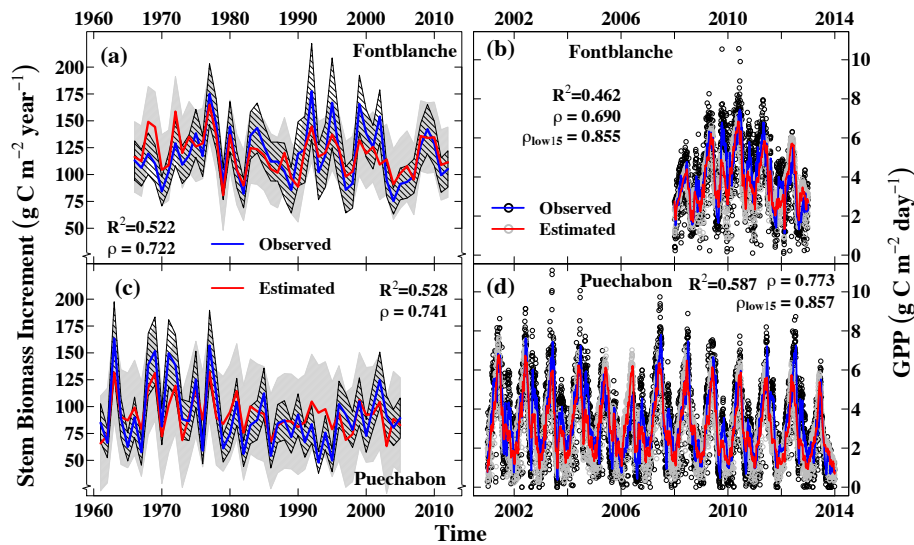 1960 1970 1980 1990 2000 2010 2002 2006 2010 2014
(a) Fontblanche
200
175
150
125
100
75
50
R²=0.522
ρ = 0.722
Observed
(b) Fontblanche
R²=0.462
ρ = 0.690
ρlow15 = 0.855
Observed
Estimated
10
8
6
4
2
0
(c) Estimated
R²=0.528
ρ = 0.741
200
175
150
125
100
75
50
Puechabon
(d) Puechabon R²=0.587 ρ = 0.773
ρlow15 = 0.857
10
8
6
4
2
0
1960 1970 1980 1990 2000 2010 2002 2006 2010 2014
Time
Stem Biomass Increment (g C m⁻² year⁻¹)
GPP (g C m⁻² day⁻¹)